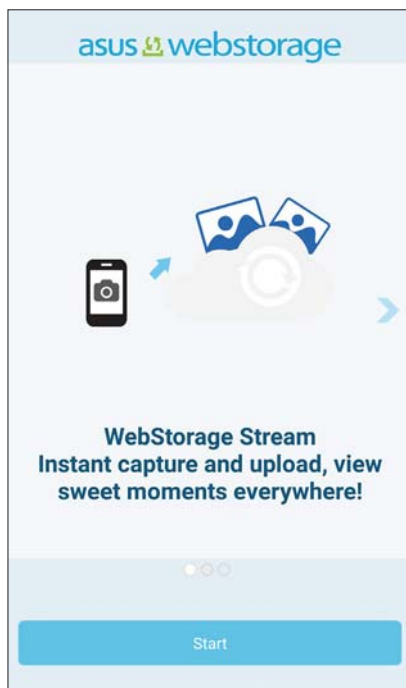 asus webstorage
WebStorage Stream
Instant capture and upload, view
sweet moments everywhere!
Start